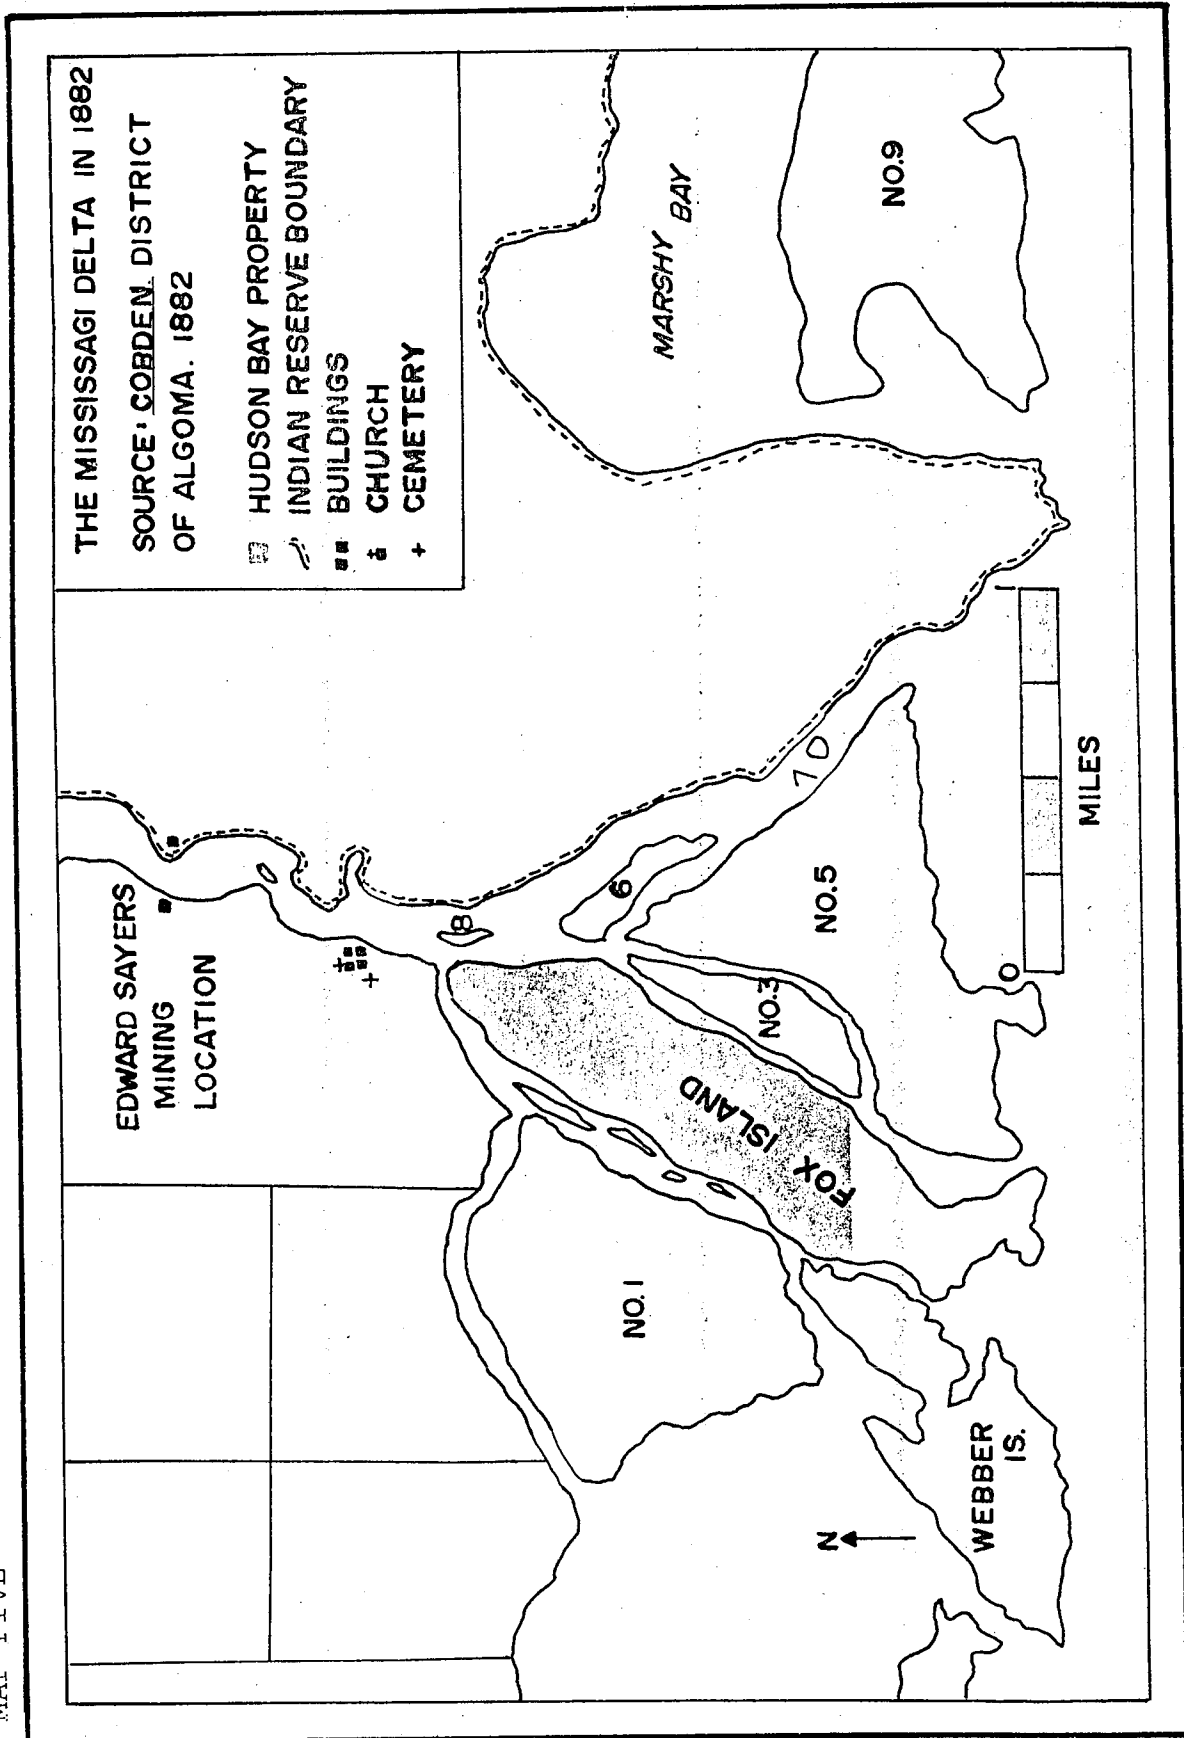 MAP FIVE
THE MISSISSAGI DELTA IN 1882
SOURCE: COBDEN. DISTRICT
OF ALGOMA. 1882
HUDSON BAY PROPERTY
INDIAN RESERVE BOUNDARY
BUILDINGS
CHURCH
CEMETERY
EDWARD SAYERS
MINING
LOCATION
MARSHY BAY
NO.9
8
6
10
NO.5
NO.3
FOX ISLAND
NO.1
WEBBER
IS.
N
0
1
MILES